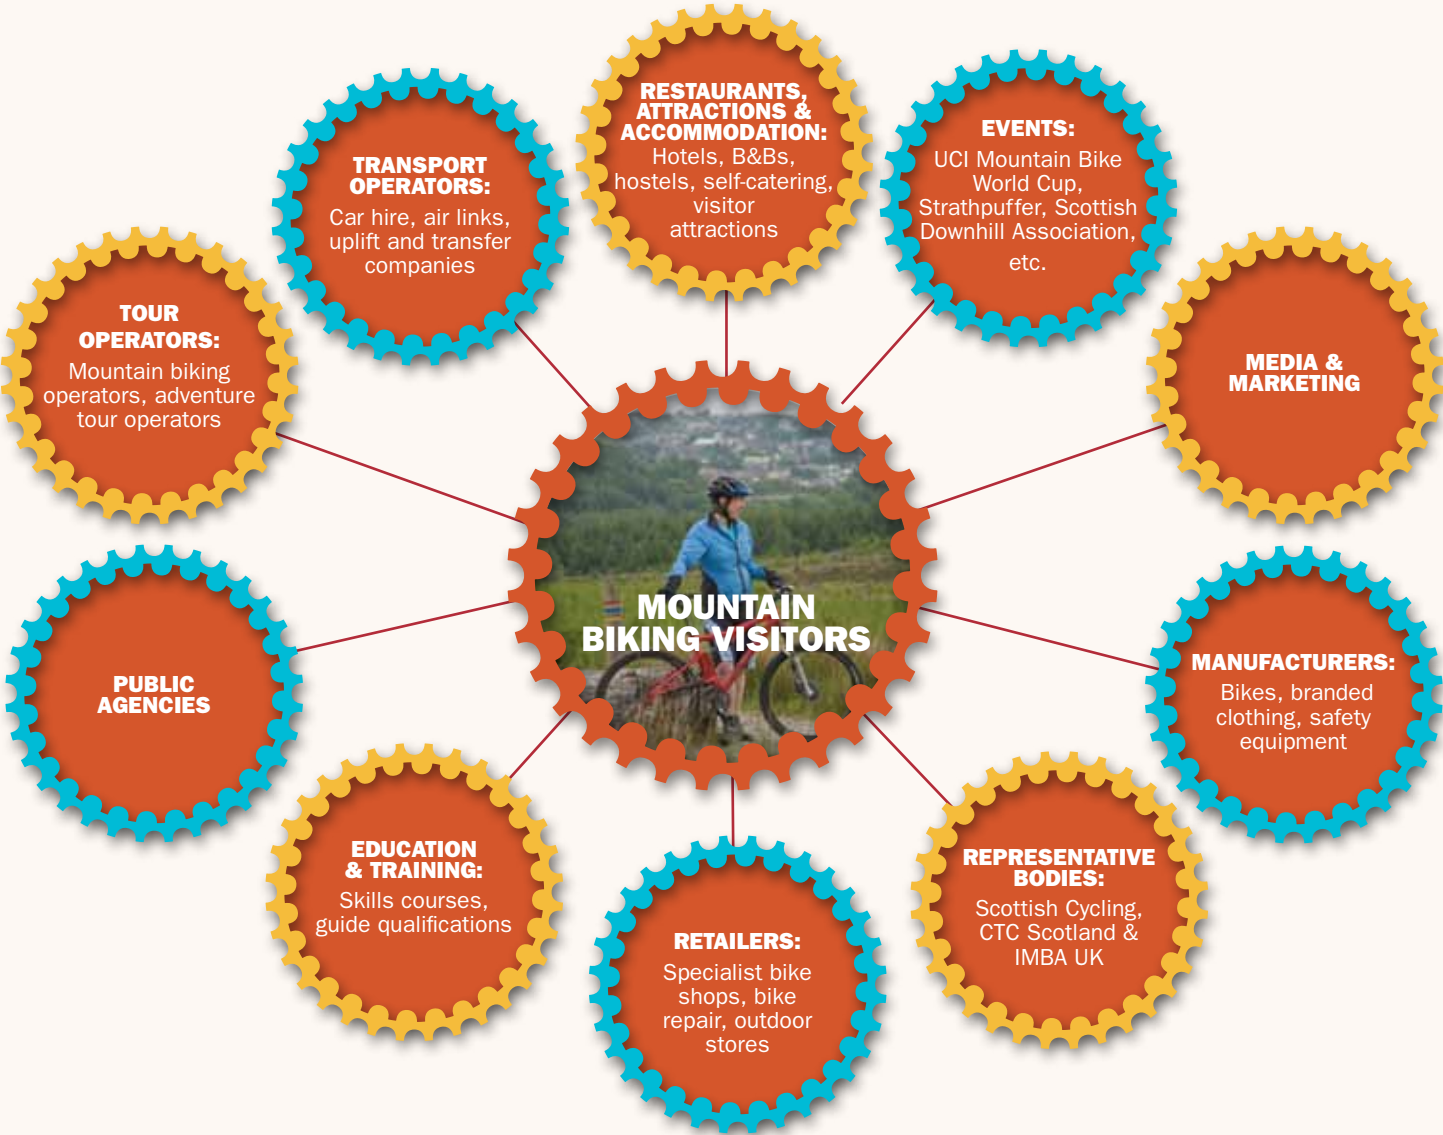 RESTAURANTS,
ATTRACTIONS &
ACCOMMODATION:
Hotels, B&Bs,
hostels, self-catering,
visitor
attractions
EVENTS:
UCI Mountain Bike
World Cup,
Strathpuffer, Scottish
Downhill Association,
etc.
TRANSPORT
OPERATORS:
Car hire, air links,
uplift and transfer
companies
TOUR
OPERATORS:
Mountain biking
operators, adventure
tour operators
MEDIA &
MARKETING
MOUNTAIN
BIKING VISITORS
PUBLIC
AGENCIES
MANUFACTURERS:
Bikes, branded
clothing, safety
equipment
EDUCATION
& TRAINING:
Skills courses,
guide qualifications
REPRESENTATIVE
BODIES:
Scottish Cycling,
CTC Scotland &
IMBA UK
RETAILERS:
Specialist bike
shops, bike
repair, outdoor
stores